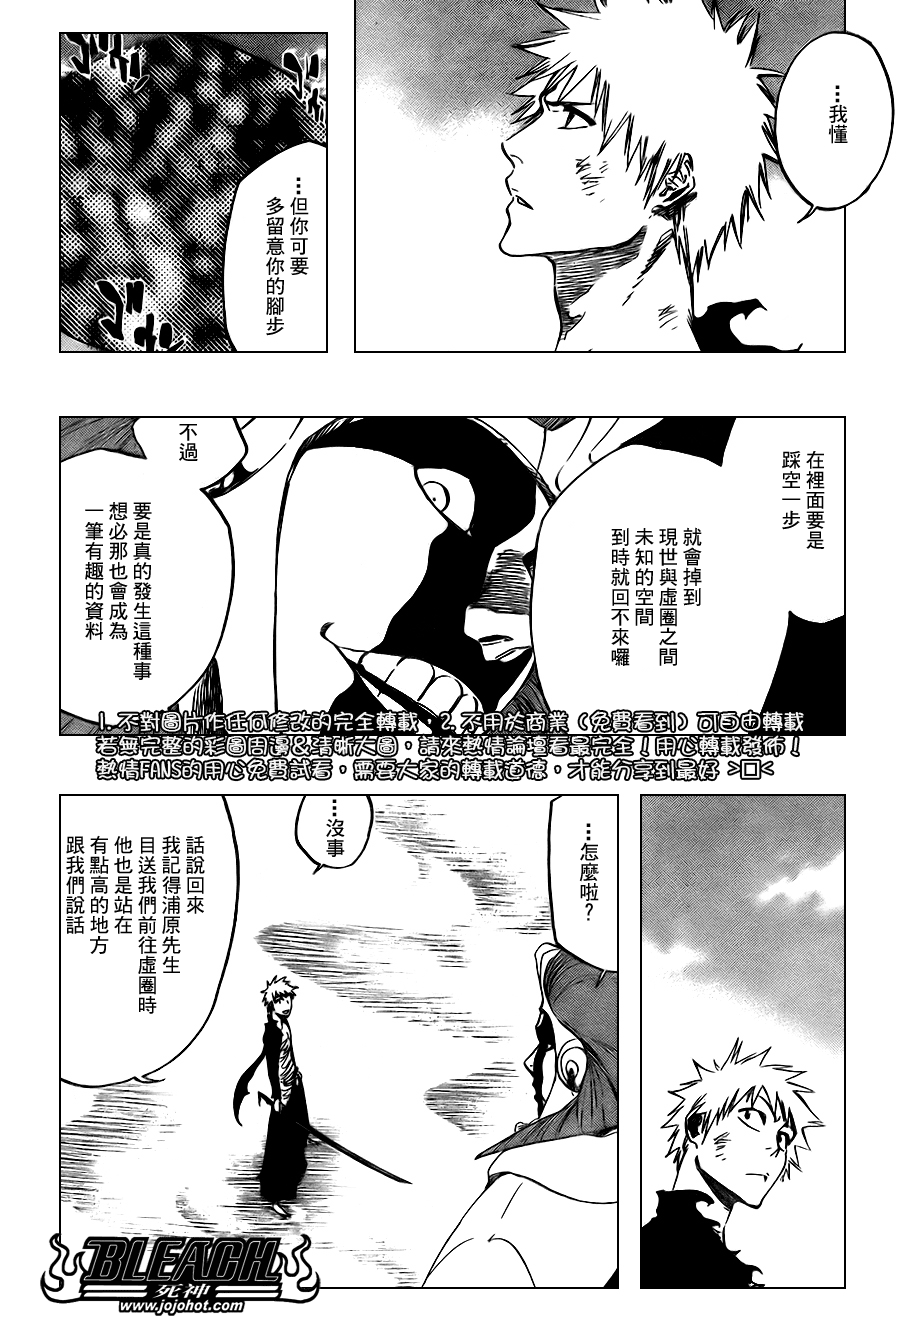 …我懂
…但你可要
多留意你的腳步
在裡面要是
踩空一步
就會掉到
現世與虛圈之間
未知的空間
到時就回不來囉
不過
要是真的發生這種事
想必那也會成為
一筆有趣的資料
1. 不對圖片作任何修改的完全轉載，2. 不用於商業（免費看到）可自由轉載
若無完整的彩圖周邊&清晰大圖，請來熱情論壇看最完全！用心轉載發佈！
熱情FANS的用心免費試看，需要大家的轉載道德，才能分享到最好 >口<
…怎麼啦？
…沒事
話說回來
我記得浦原先生
目送我們前往虛圈時
他也是站在
有點高的地方
跟我們說話
BLEACH
死神
www.jojohot.com